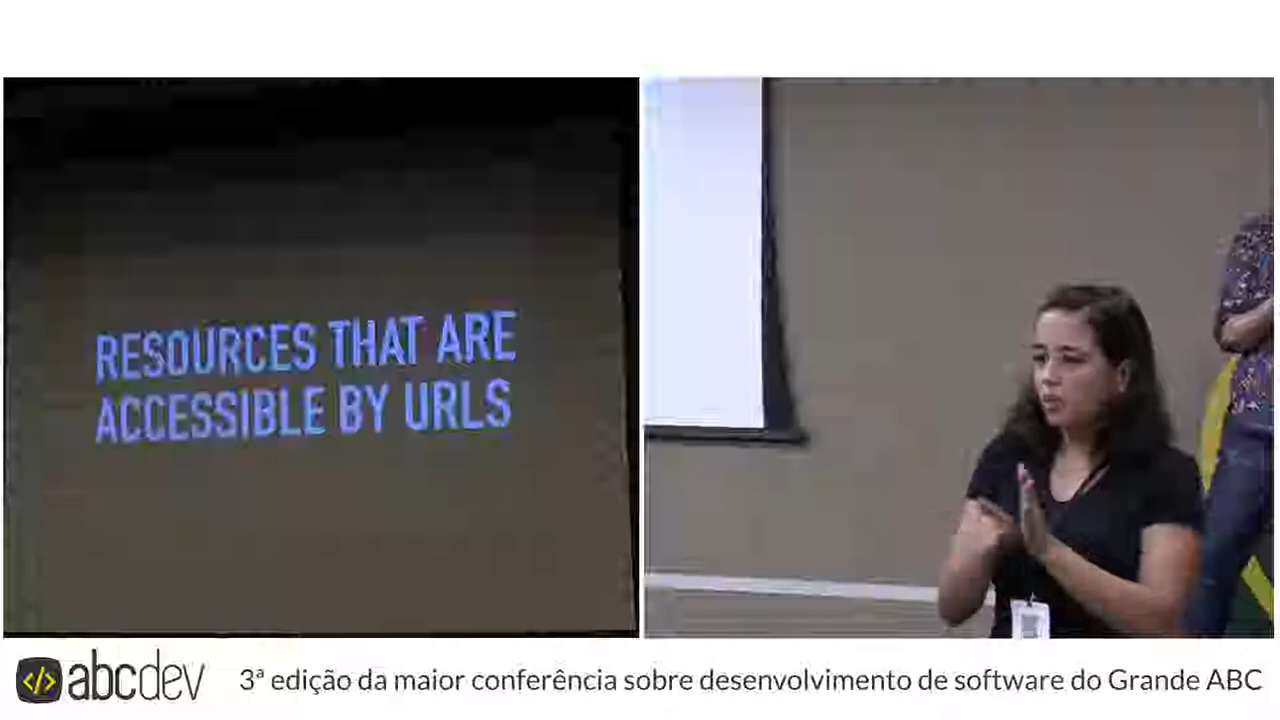 RESOURCES THAT ARE
ACCESSIBLE BY URLS
</> abcdev 3ª edição da maior conferência sobre desenvolvimento de software do Grande ABC